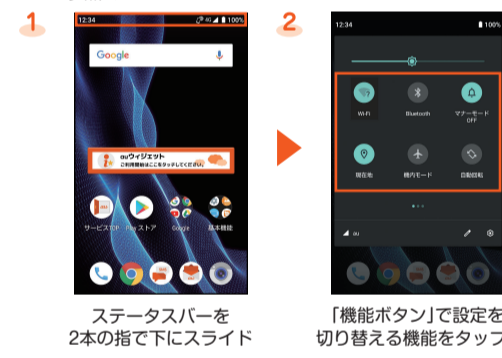 1
12:34
4G
100%
Google
auウィジェット
ご利用開始はここをタッチしてください。
au
サービスTOP
Play ストア
Google
基本機能
ステータスバーを
2本の指で下にスライド
2
12:34
100%
Wi-Fi
Bluetooth
マナーモード
OFF
現在地
機内モード
自動回転
au
「機能ボタン」で設定を
切り替える機能をタップ